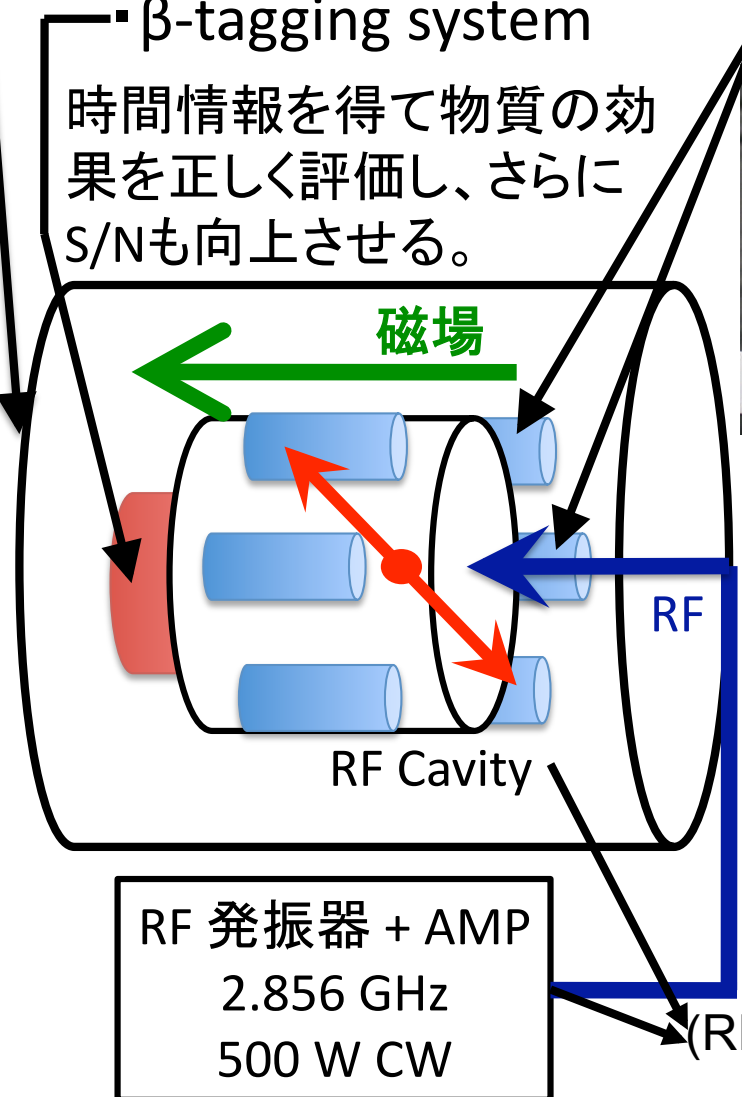 ▪ β-tagging system
時間情報を得て物質の効
果を正しく評価し、さらに
S/Nも向上させる。
磁場
RF
RF Cavity
RF 発振器 + AMP
2.856 GHz
500 W CW